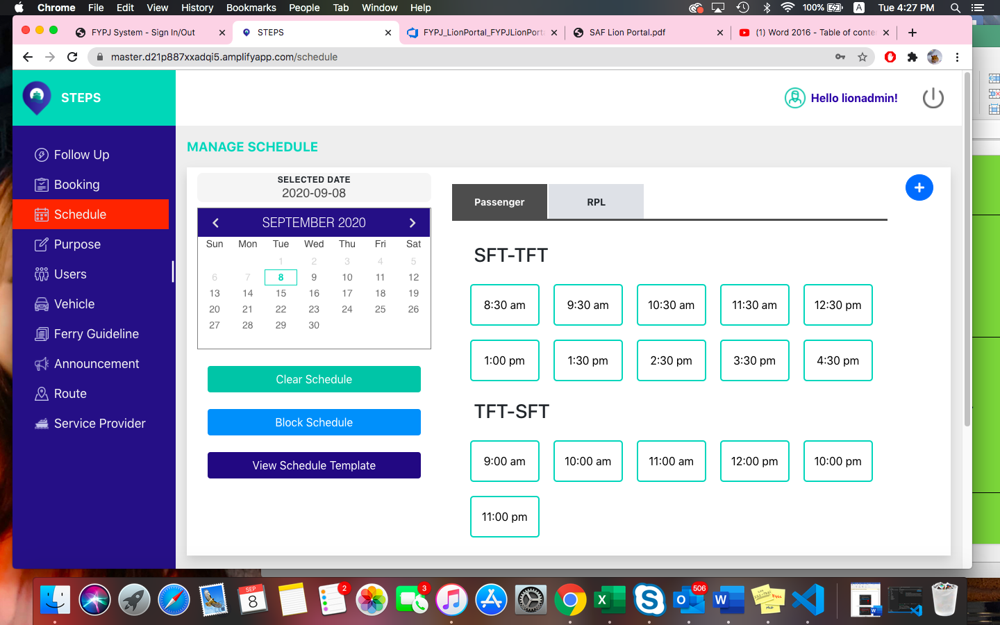 Chrome File Edit View History Bookmarks People Tab Window Help 100% A Tue 4:27 PM
FYPJ System - Sign In/Out
STEPS
FYPJ_LionPortal_FYPJLionPort
SAF Lion Portal.pdf
(1) Word 2016 - Table of conte
master.d21p887xxadqi5.amplifyapp.com/schedule
STEPS
Hello lionadmin!
Follow Up
Booking
Schedule
Purpose
Users
Vehicle
Ferry Guideline
Announcement
Route
Service Provider
MANAGE SCHEDULE
SELECTED DATE
2020-09-08
SEPTEMBER 2020
Sun Mon Tue Wed Thu Fri Sat
1 2 3 4 5
6 7 8 9 10 11 12
13 14 15 16 17 18 19
20 21 22 23 24 25 26
27 28 29 30
Clear Schedule
Block Schedule
View Schedule Template
Passenger RPL
SFT-TFT
8:30 am 9:30 am 10:30 am 11:30 am 12:30 pm
1:00 pm 1:30 pm 2:30 pm 3:30 pm 4:30 pm
TFT-SFT
9:00 am 10:00 am 11:00 am 12:00 pm 10:00 pm
11:00 pm
SEP
8
2
3
506